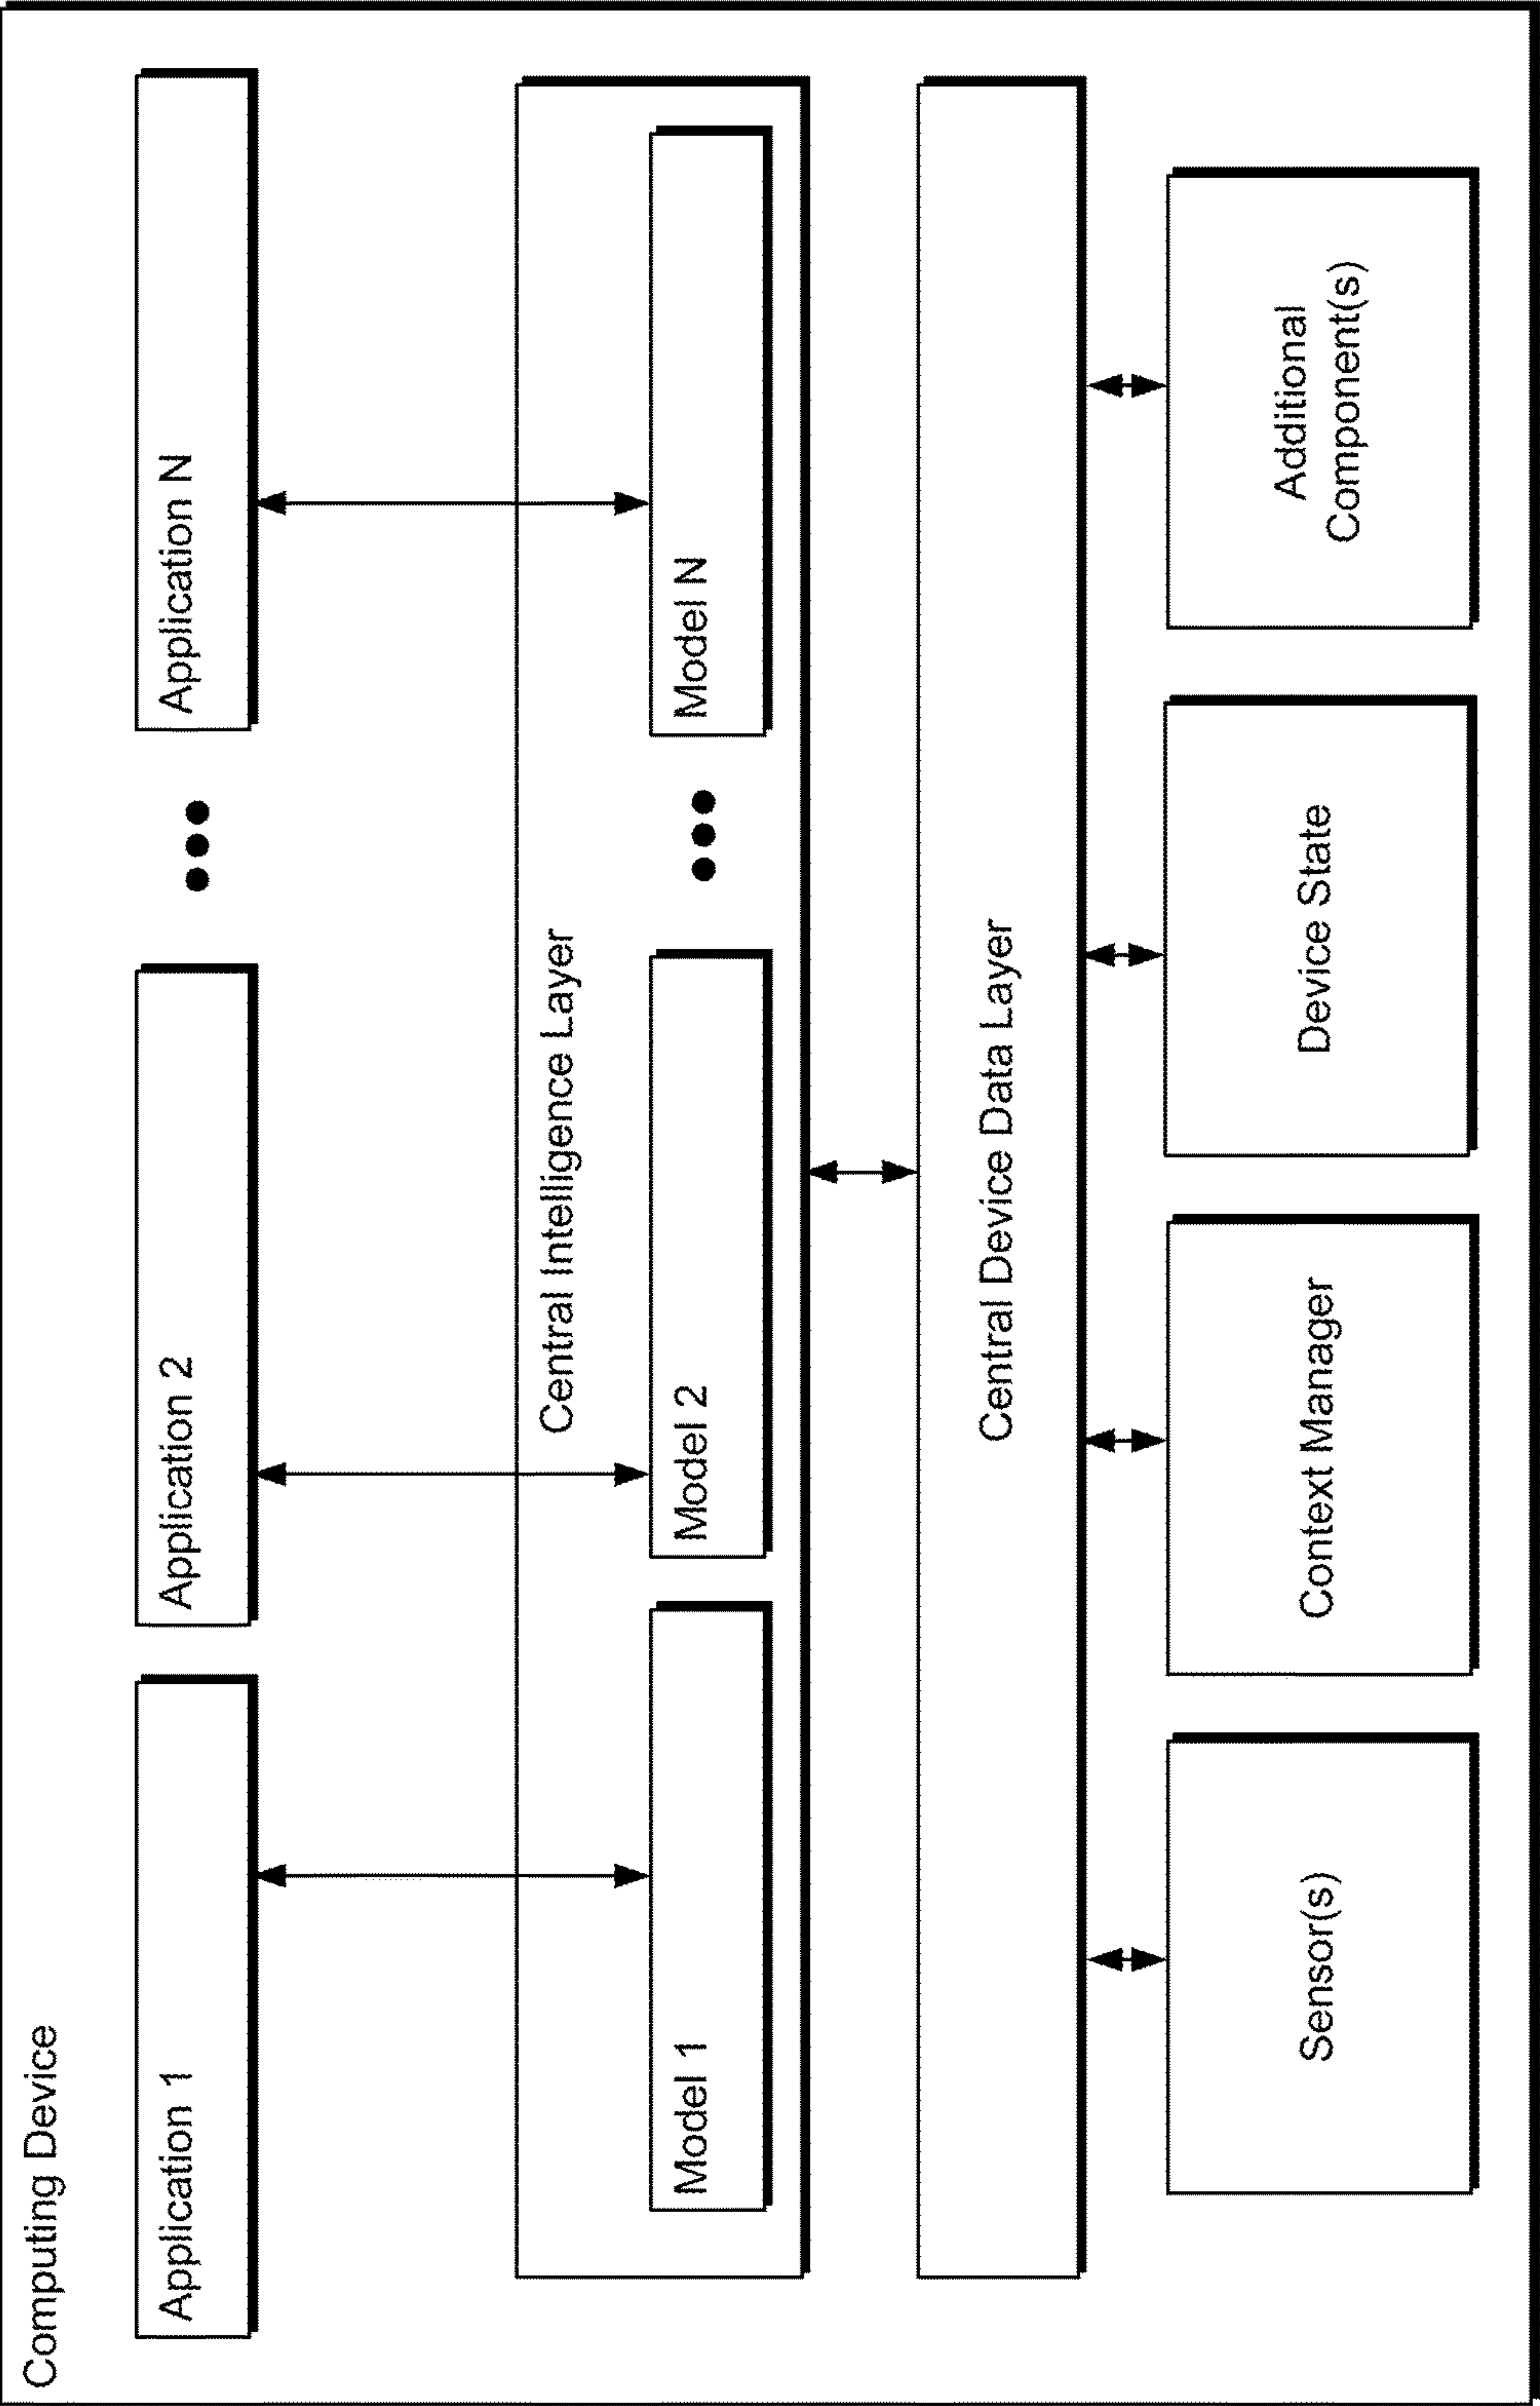 Computing Device
Application 1
Application 2
Application N
Central Intelligence Layer
Model 1
Model 2
Model N
Central Device Data Layer
Sensor(s)
Context Manager
Device State
Additional
Component(s)